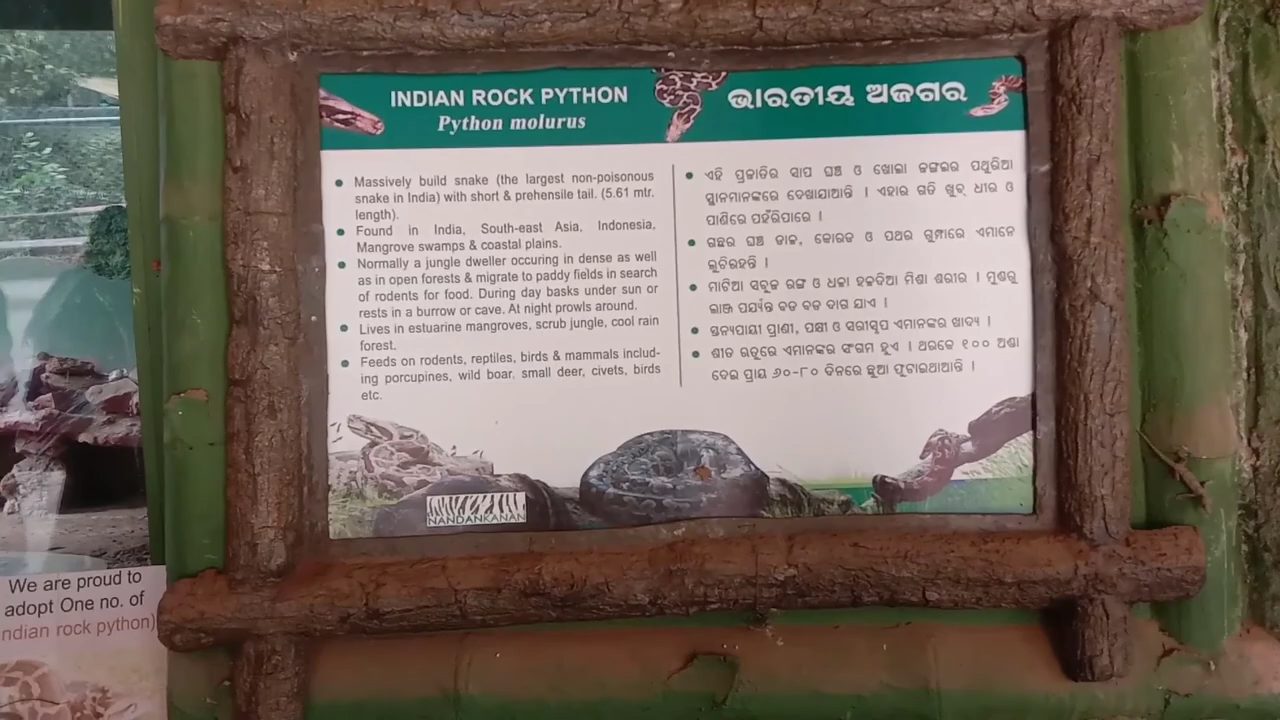 INDIAN ROCK PYTHON
Python molurus
ଭାରତୀୟ ଅଜଗର
Massively build snake (the largest non-poisonous
snake in India) with short & prehensile tail. (5.61 mtr.
length).
Found in India, South-east Asia, Indonesia,
Mangrove swamps & coastal plains.
Normally a jungle dweller occuring in dense as well
as in open forests & migrate to paddy fields in search
of rodents for food. During day basks under sun or
rests in a burrow or cave. At night prowls around.
Lives in estuarine mangroves, scrub jungle, cool rain
forest.
Feeds on rodents, reptiles, birds & mammals includ-
ing porcupines, wild boar, small deer, civets, birds
etc.
ଏହି ପ୍ରଜାତିର ସାପ ଘଞ୍ଚ ଓ ଖୋଲା ଜଙ୍ଗଲର ପଥୁରିଆ
ସ୍ଥାନମାନଙ୍କରେ ଦେଖାଯାଆନ୍ତି । ଏହାର ଗତି ଖୁବ୍ ଧୀର ଓ
ପାଣିରେ ପହଁରିପାରେ ।
ଗଛର ଘଞ୍ଚ ଡାଳ, କୋରଡ ଓ ପଥର ଗୁମ୍ଫାରେ ଏମାନେ
ଲୁଚିରହନ୍ତି ।
ମାଟିଆ ସବୁଜ ରଙ୍ଗ ଓ ଧଳା ହଳଦିଆ ମିଶା ଶରୀର । ମୁଣ୍ଡରୁ
ଲାଞ୍ଜ ପର୍ଯ୍ୟନ୍ତ ବଡ ବଡ ଦାଗ ଥାଏ ।
ସ୍ତନ୍ୟପାୟୀ ପ୍ରାଣୀ, ପକ୍ଷୀ ଓ ସରୀସୃପ ଏମାନଙ୍କର ଖାଦ୍ୟ ।
ଶୀତ ଋତୁରେ ଏମାନଙ୍କର ସଂଗମ ହୁଏ । ଥରକେ ୧୦୦ ଅଣ୍ଡା
ଦେଇ ପ୍ରାୟ ୬୦-୮୦ ଦିନରେ ଛୁଆ ଫୁଟାଇଥାଆନ୍ତି ।
NANDANKANAN
We are proud to
adopt One no. of
ndian rock python)